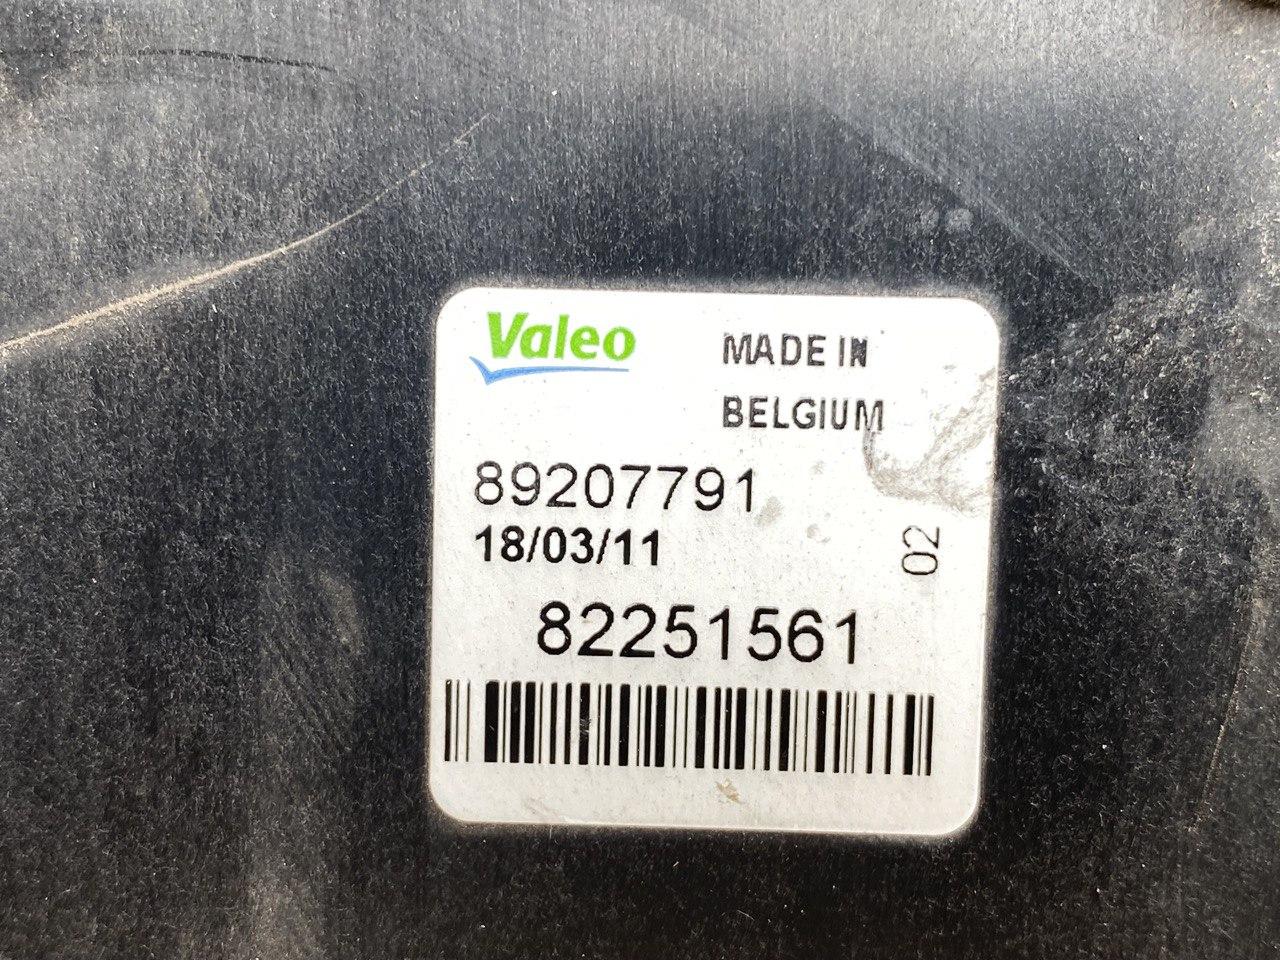 Valeo
MADE IN
BELGIUM
89207791
18/03/11
02
82251561